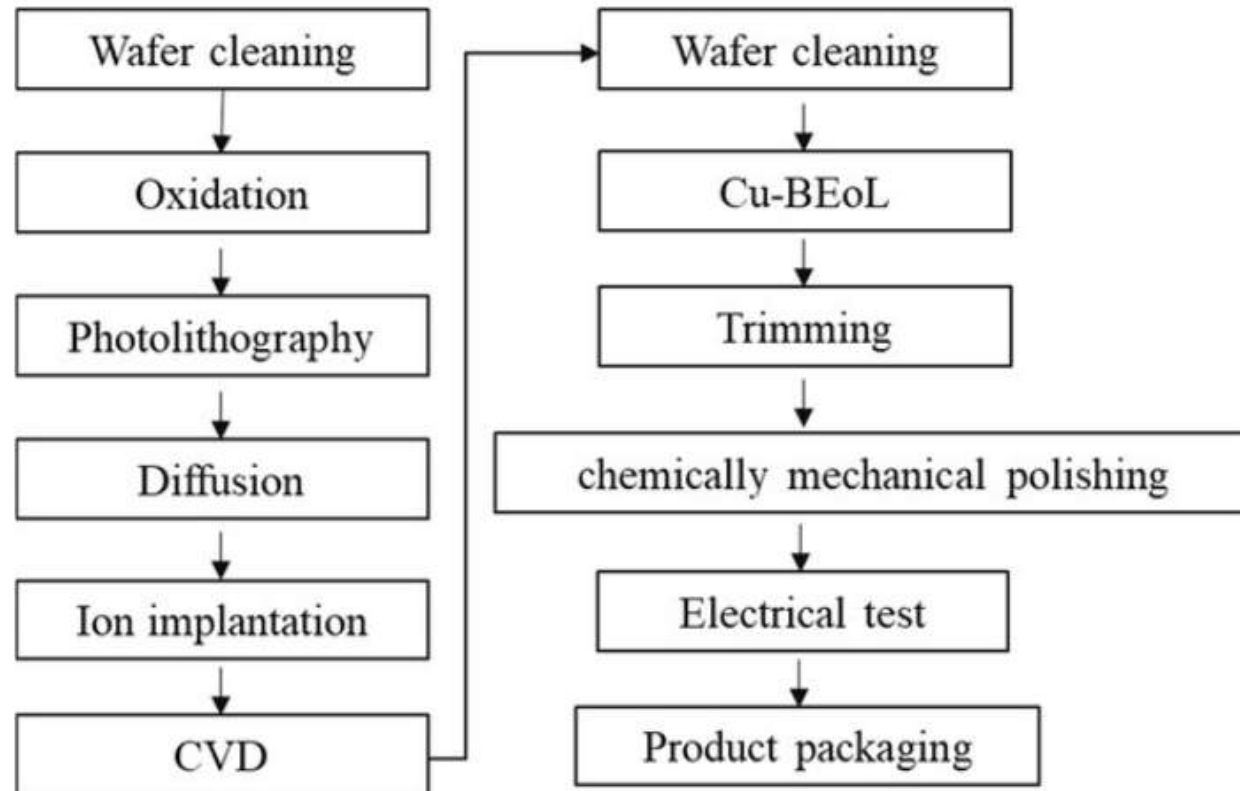 Wafer cleaning
Oxidation
Photolithography
Diffusion
Ion implantation
CVD
Wafer cleaning
Cu-BEoL
Trimming
chemically mechanical polishing
Electrical test
Product packaging